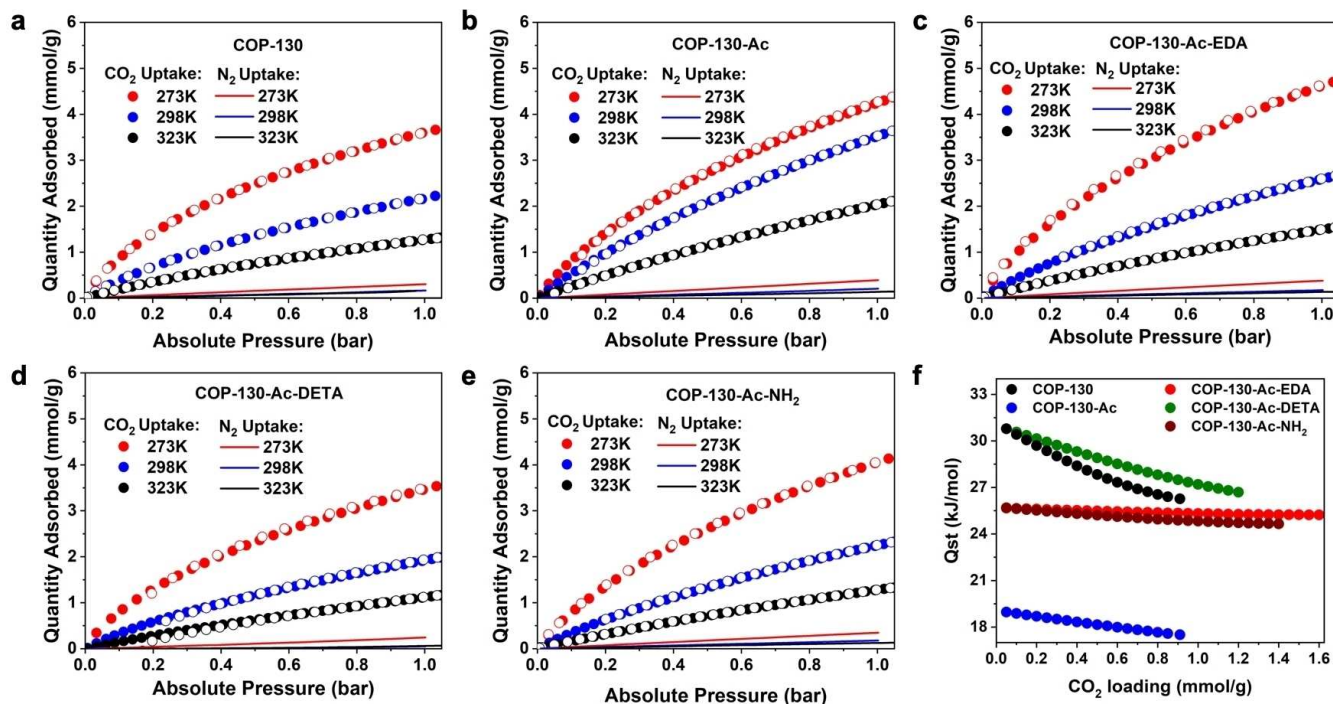 a
COP-130
CO₂ Uptake: N₂ Uptake:
273K 273K
298K 298K
323K 323K
Quantity Adsorbed (mmol/g)
6
5
4
3
2
1
0
0.0 0.2 0.4 0.6 0.8 1.0
Absolute Pressure (bar)
b
COP-130-Ac
CO₂ Uptake: N₂ Uptake:
273K 273K
298K 298K
323K 323K
Quantity Adsorbed (mmol/g)
6
5
4
3
2
1
0
0.0 0.2 0.4 0.6 0.8 1.0
Absolute Pressure (bar)
c
COP-130-Ac-EDA
CO₂ Uptake: N₂ Uptake:
273K 273K
298K 298K
323K 323K
Quantity Adsorbed (mmol/g)
6
5
4
3
2
1
0
0.0 0.2 0.4 0.6 0.8 1.0
Absolute Pressure (bar)
d
COP-130-Ac-DETA
CO₂ Uptake: N₂ Uptake:
273K 273K
298K 298K
323K 323K
Quantity Adsorbed (mmol/g)
6
5
4
3
2
1
0
0.0 0.2 0.4 0.6 0.8 1.0
Absolute Pressure (bar)
e
COP-130-Ac-NH₂
CO₂ Uptake: N₂ Uptake:
273K 273K
298K 298K
323K 323K
Quantity Adsorbed (mmol/g)
6
5
4
3
2
1
0
0.0 0.2 0.4 0.6 0.8 1.0
Absolute Pressure (bar)
f
COP-130 COP-130-Ac-EDA
COP-130-Ac COP-130-Ac-DETA
COP-130-Ac-NH₂
Qst (kJ/mol)
33
30
27
24
21
18
0.0 0.2 0.4 0.6 0.8 1.0 1.2 1.4 1.6
CO₂ loading (mmol/g)